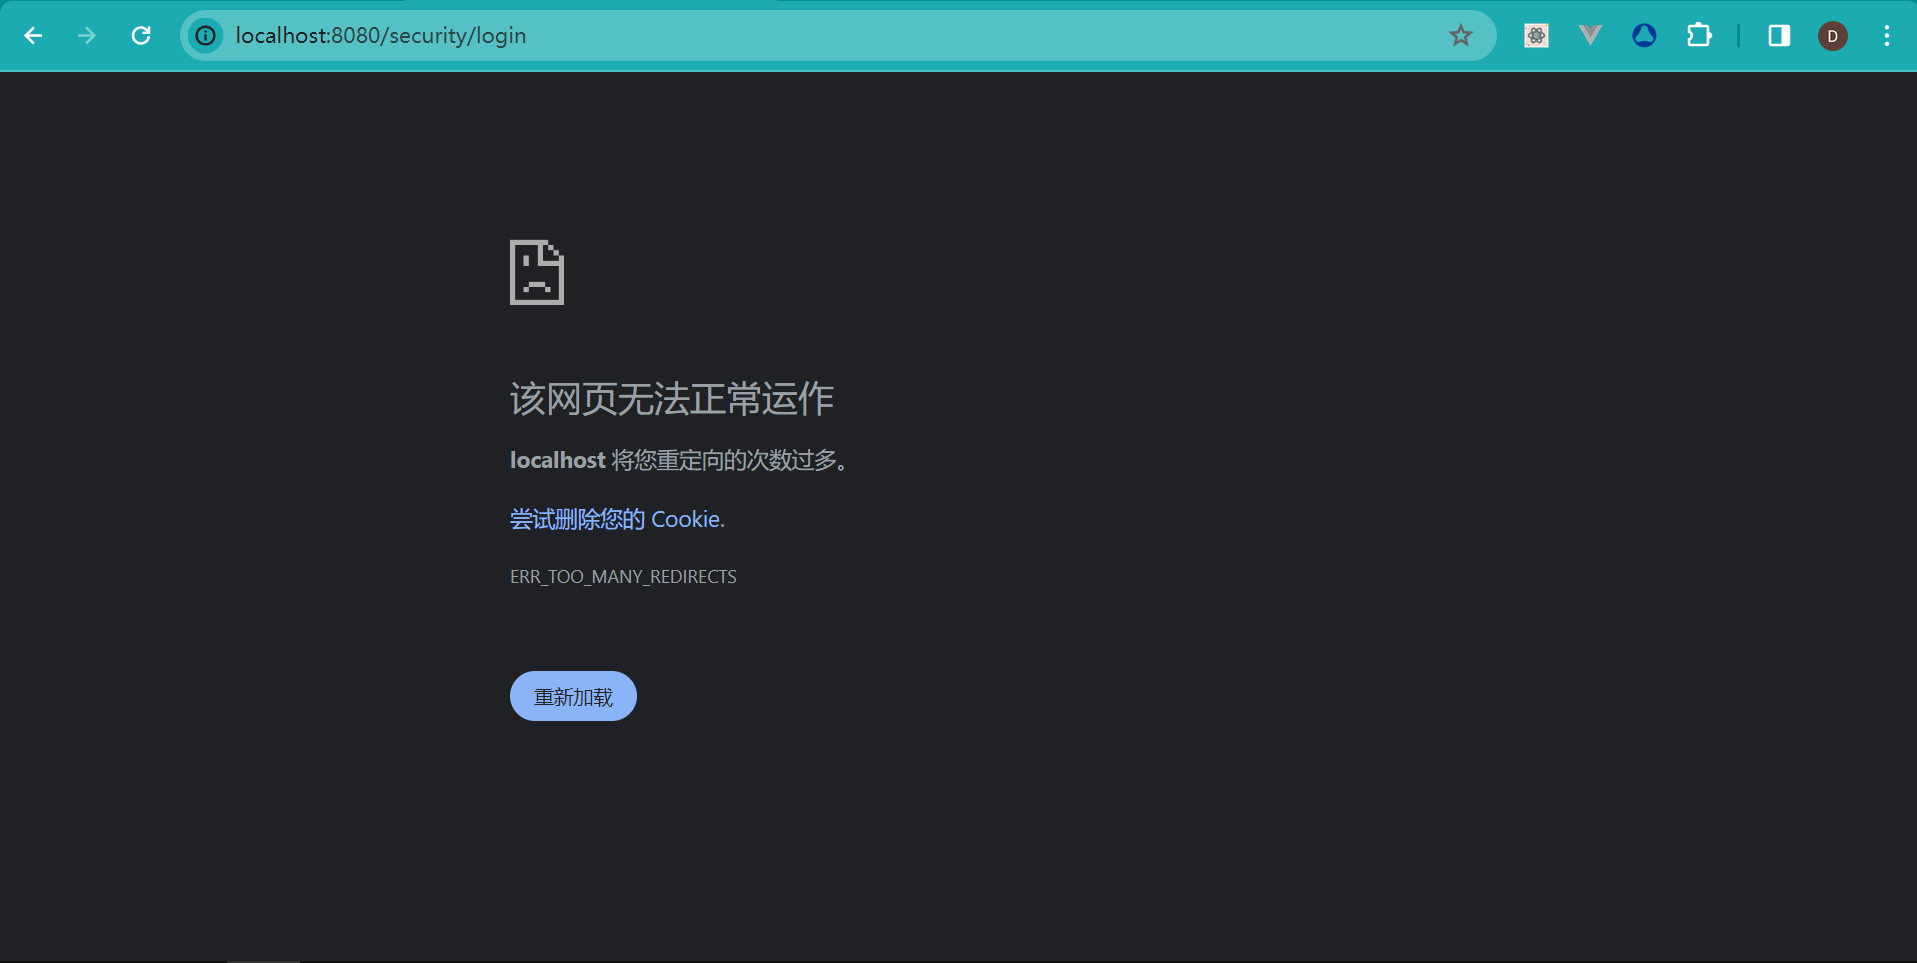 localhost:8080/security/login
D
该网页无法正常运作
localhost 将您重定向的次数过多。
尝试删除您的 Cookie.
ERR_TOO_MANY_REDIRECTS
重新加载